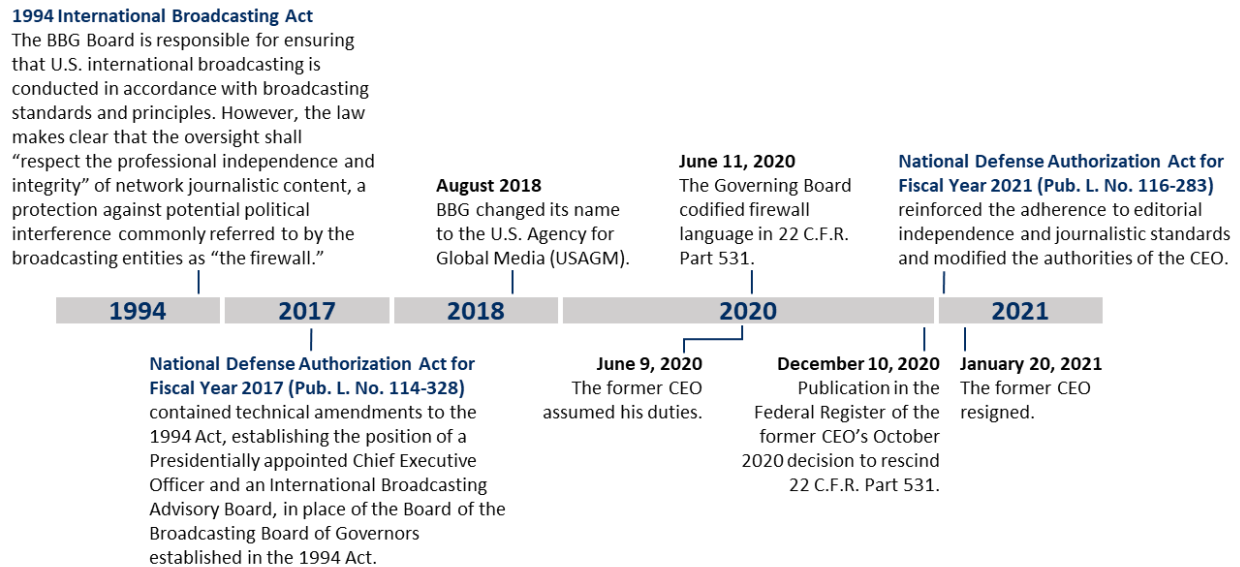 1994 International Broadcasting Act
The BBG Board is responsible for ensuring
that U.S. international broadcasting is
conducted in accordance with broadcasting
standards and principles. However, the law
makes clear that the oversight shall
“respect the professional independence and
integrity” of network journalistic content, a
protection against potential political
interference commonly referred to by the
broadcasting entities as “the firewall.”
August 2018
BBG changed its name
to the U.S. Agency for
Global Media (USAGM).
June 11, 2020
The Governing Board
codified firewall
language in 22 C.F.R.
Part 531.
National Defense Authorization Act for
Fiscal Year 2021 (Pub. L. No. 116-283)
reinforced the adherence to editorial
independence and journalistic standards
and modified the authorities of the CEO.
1994
2017
2018
2020
2021
National Defense Authorization Act for
Fiscal Year 2017 (Pub. L. No. 114-328)
contained technical amendments to the
1994 Act, establishing the position of a
Presidentially appointed Chief Executive
Officer and an International Broadcasting
Advisory Board, in place of the Board of the
Broadcasting Board of Governors
established in the 1994 Act.
June 9, 2020
The former CEO
assumed his duties.
December 10, 2020
Publication in the
Federal Register of the
former CEO’s October
2020 decision to rescind
22 C.F.R. Part 531.
January 20, 2021
The former CEO
resigned.